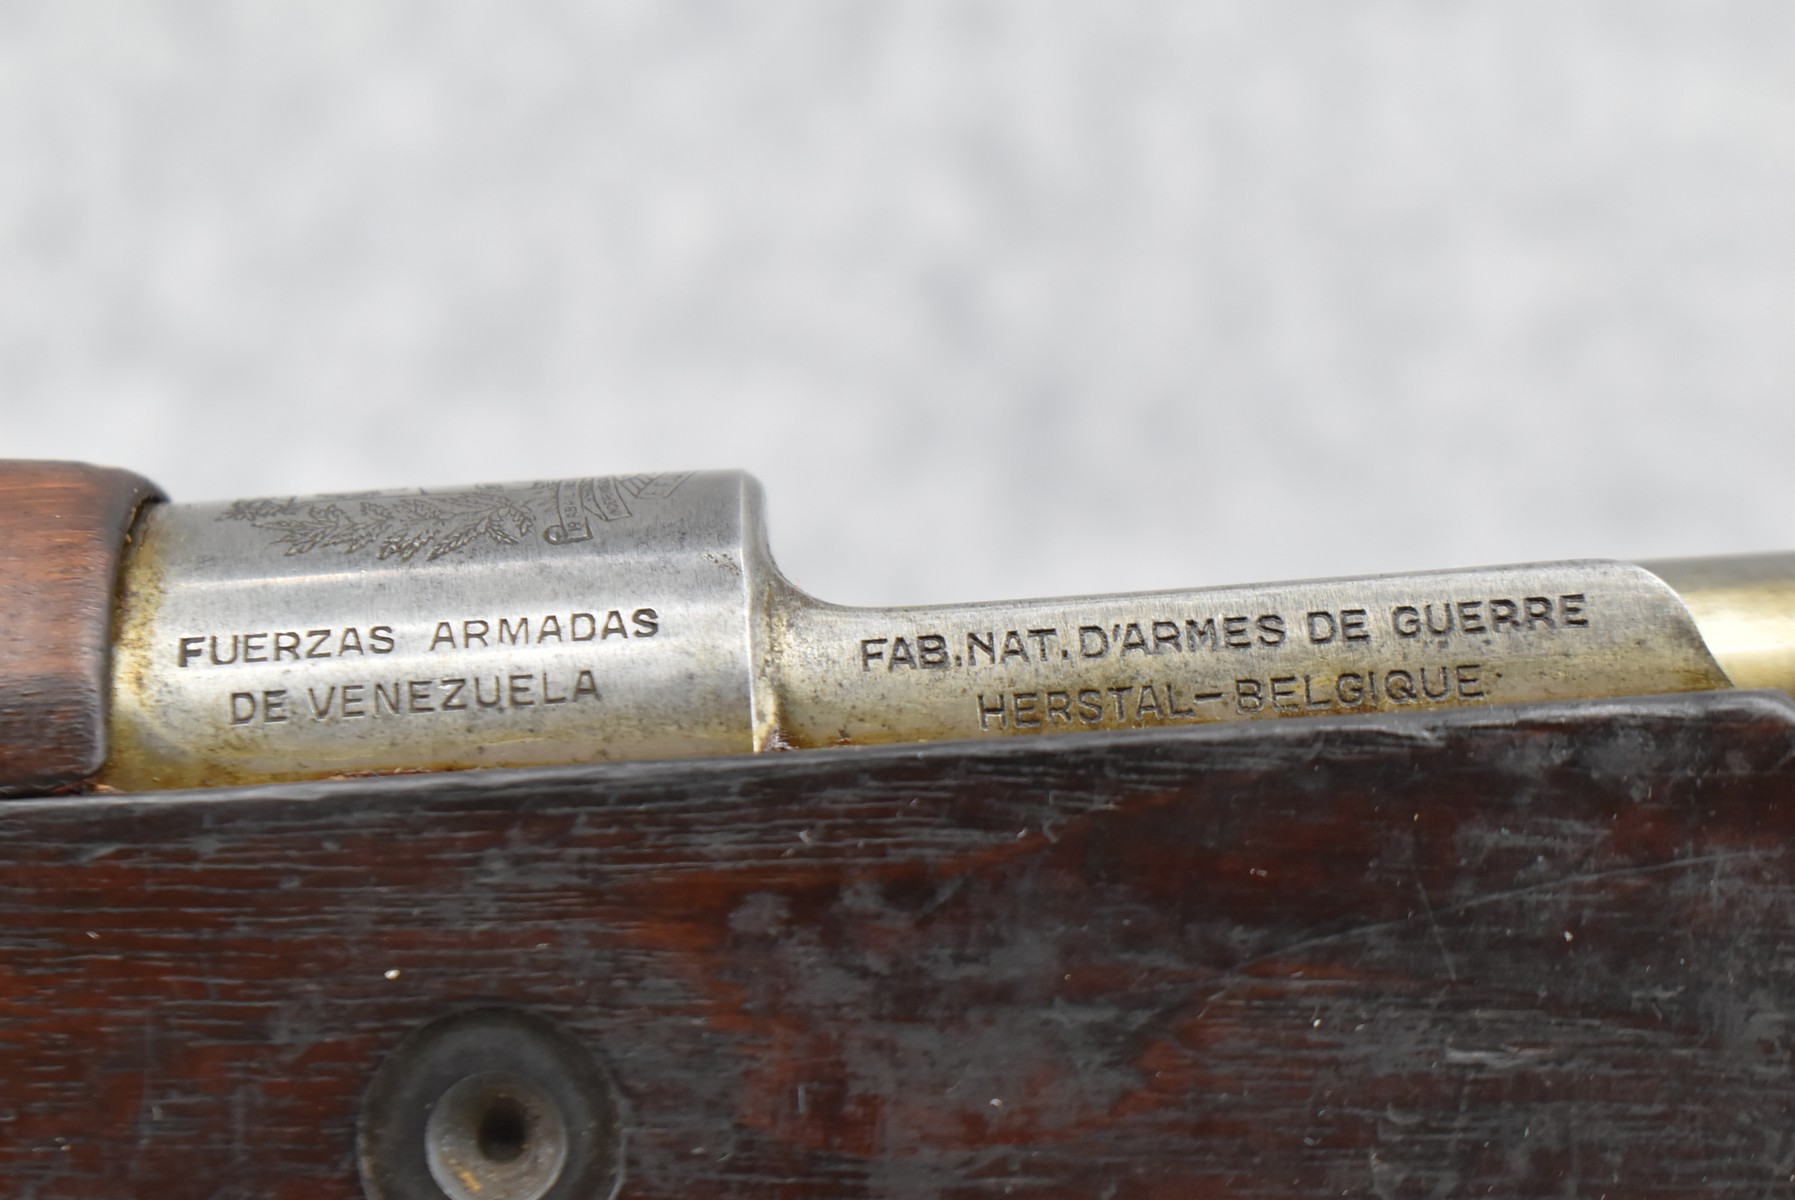 FUERZAS ARMADAS
DE VENEZUELA
FAB.NAT.D'ARMES DE GUERRE
HERSTAL-BELGIQUE